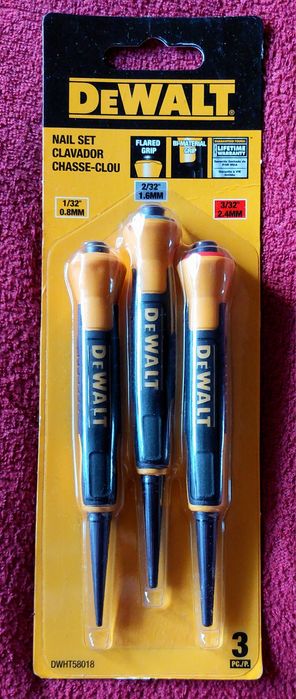 DEWALT
NAIL SET
CLAVADOR
CHASSE-CLOU
FLARED
GRIP
BI-MATERIAL
GRIP
LIFETIME
WARRANTY
1/32"
0.8MM
2/32"
1.6MM
3/32"
2.4MM
DEWALT
DEWALT
DEWALT
DWHT58018
3
PC./P.